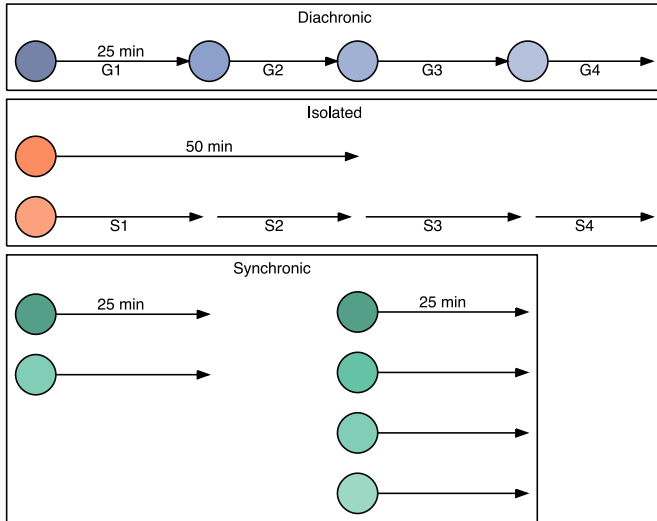 Diachronic
25 min
G1 G2 G3 G4
Isolated
50 min
S1 S2 S3 S4
Synchronic
25 min 25 min